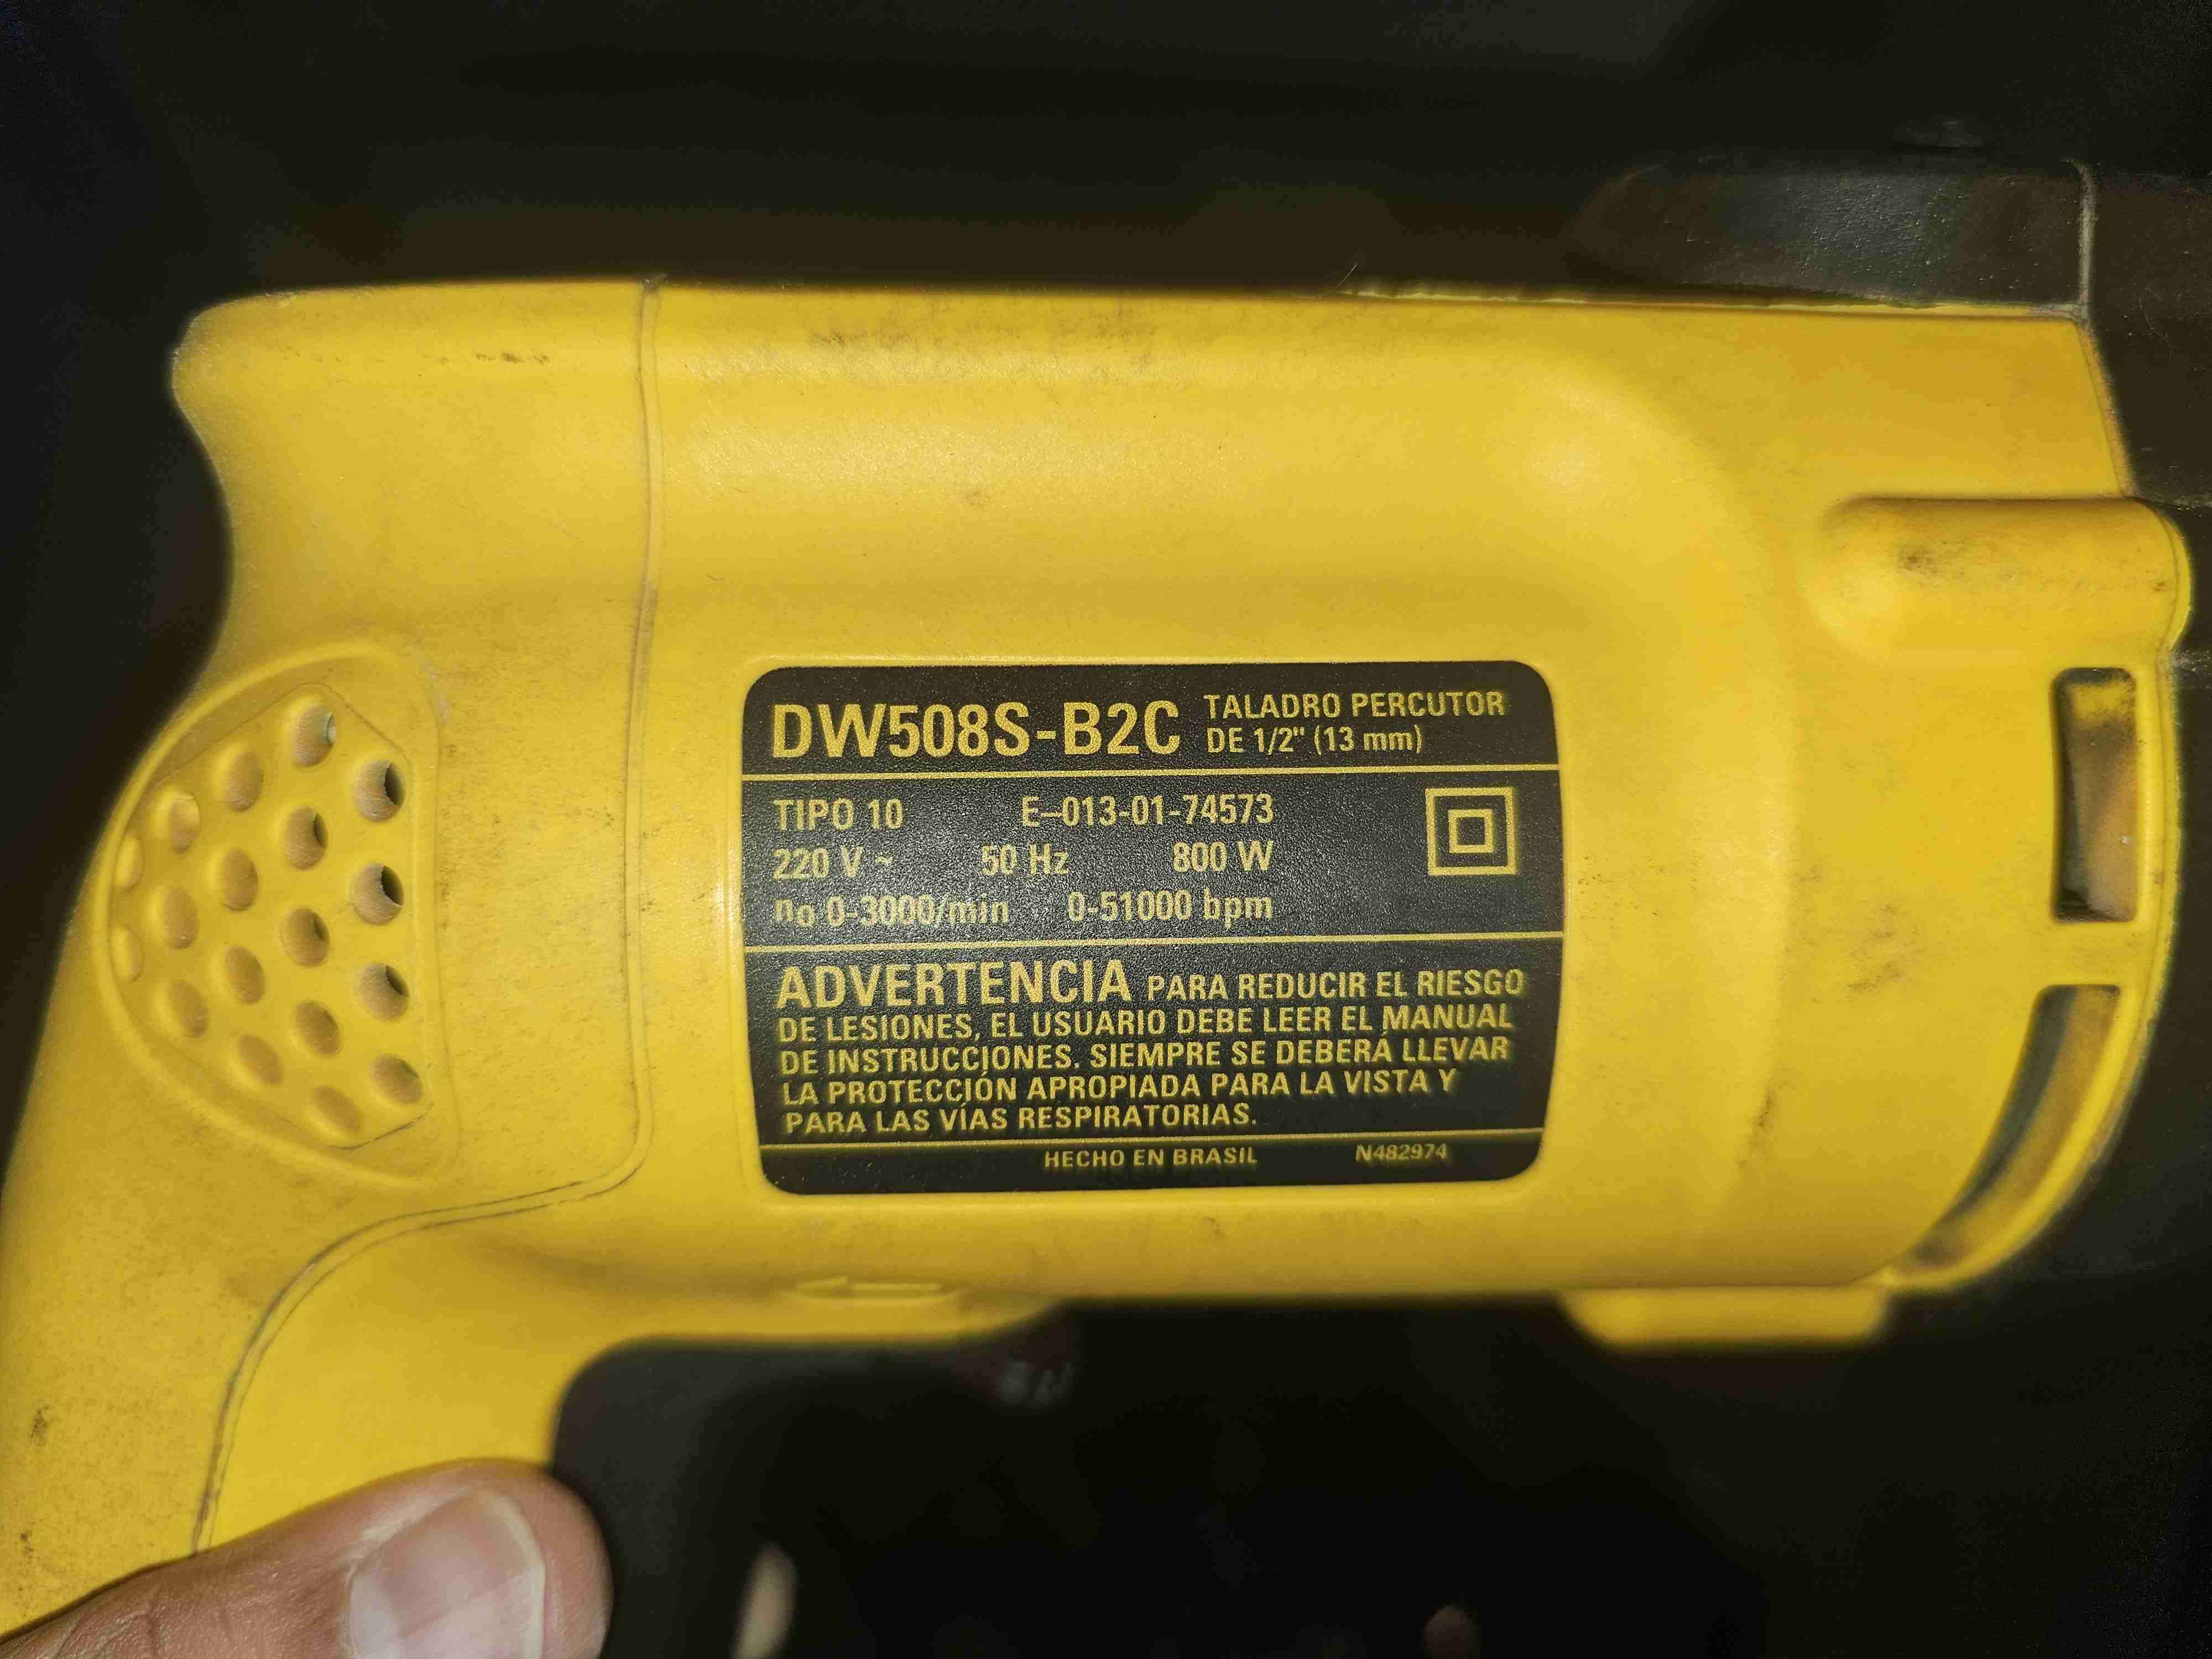 DW508S-B2C TALADRO PERCUTOR
DE 1/2" (13 mm)
TIPO 10 E–013-01-74573
220 V ~ 50 Hz 800 W
no 0-3000/min 0-51000 bpm
ADVERTENCIA PARA REDUCIR EL RIESGO
DE LESIONES, EL USUARIO DEBE LEER EL MANUAL
DE INSTRUCCIONES. SIEMPRE SE DEBERÁ LLEVAR
LA PROTECCIÓN APROPIADA PARA LA VISTA Y
PARA LAS VÍAS RESPIRATORIAS.
HECHO EN BRASIL N482974